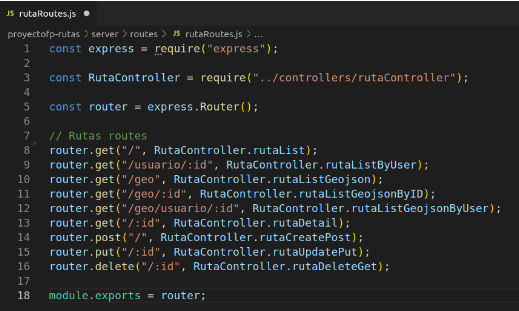 JS rutaRoutes.js ●
proyectofp-rutas > server > routes > JS rutaRoutes.js > ...
1 const express = require("express");
2
3 const RutaController = require("../controllers/rutaController");
4
5 const router = express.Router();
6
7 // Rutas routes
8 router.get("/", RutaController.rutaList);
9 router.get("/usuario/:id", RutaController.rutaListByUser);
10 router.get("/geo", RutaController.rutaListGeojson);
11 router.get("/geo/:id", RutaController.rutaListGeojsonByID);
12 router.get("/geo/usuario/:id", RutaController.rutaListGeojsonByUser);
13 router.get("/:id", RutaController.rutaDetail);
14 router.post("/", RutaController.rutaCreatePost);
15 router.put("/:id", RutaController.rutaUpdatePut);
16 router.delete("/:id", RutaController.rutaDeleteGet);
17
18 module.exports = router;